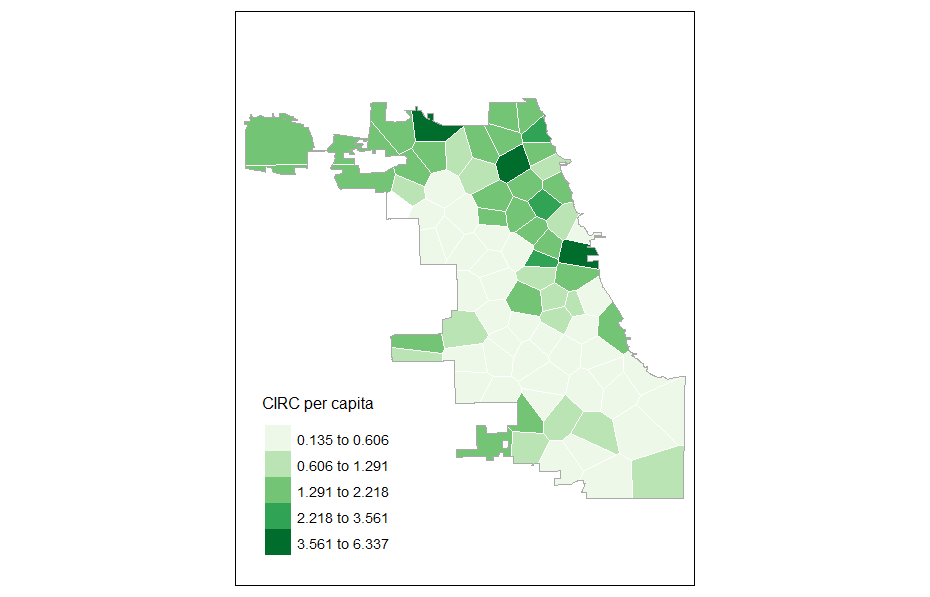 CIRC per capita
0.135 to 0.606
0.606 to 1.291
1.291 to 2.218
2.218 to 3.561
3.561 to 6.337